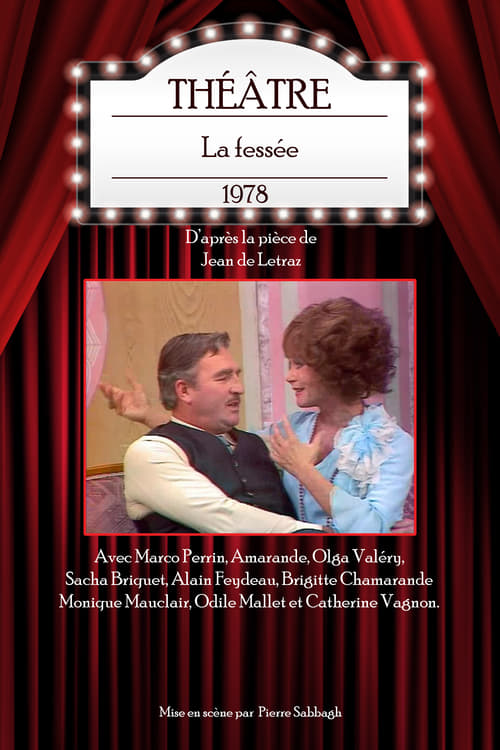 THÉÂTRE
La fessée
1978
D'après la pièce de
Jean de Letraz
Avec Marco Perrin, Amarande, Olga Valéry,
Sacha Briquet, Alain Feydeau, Brigitte Chamarande
Monique Mauclair, Odile Mallet et Catherine Vagnon.
Mise en scène par Pierre Sabbagh